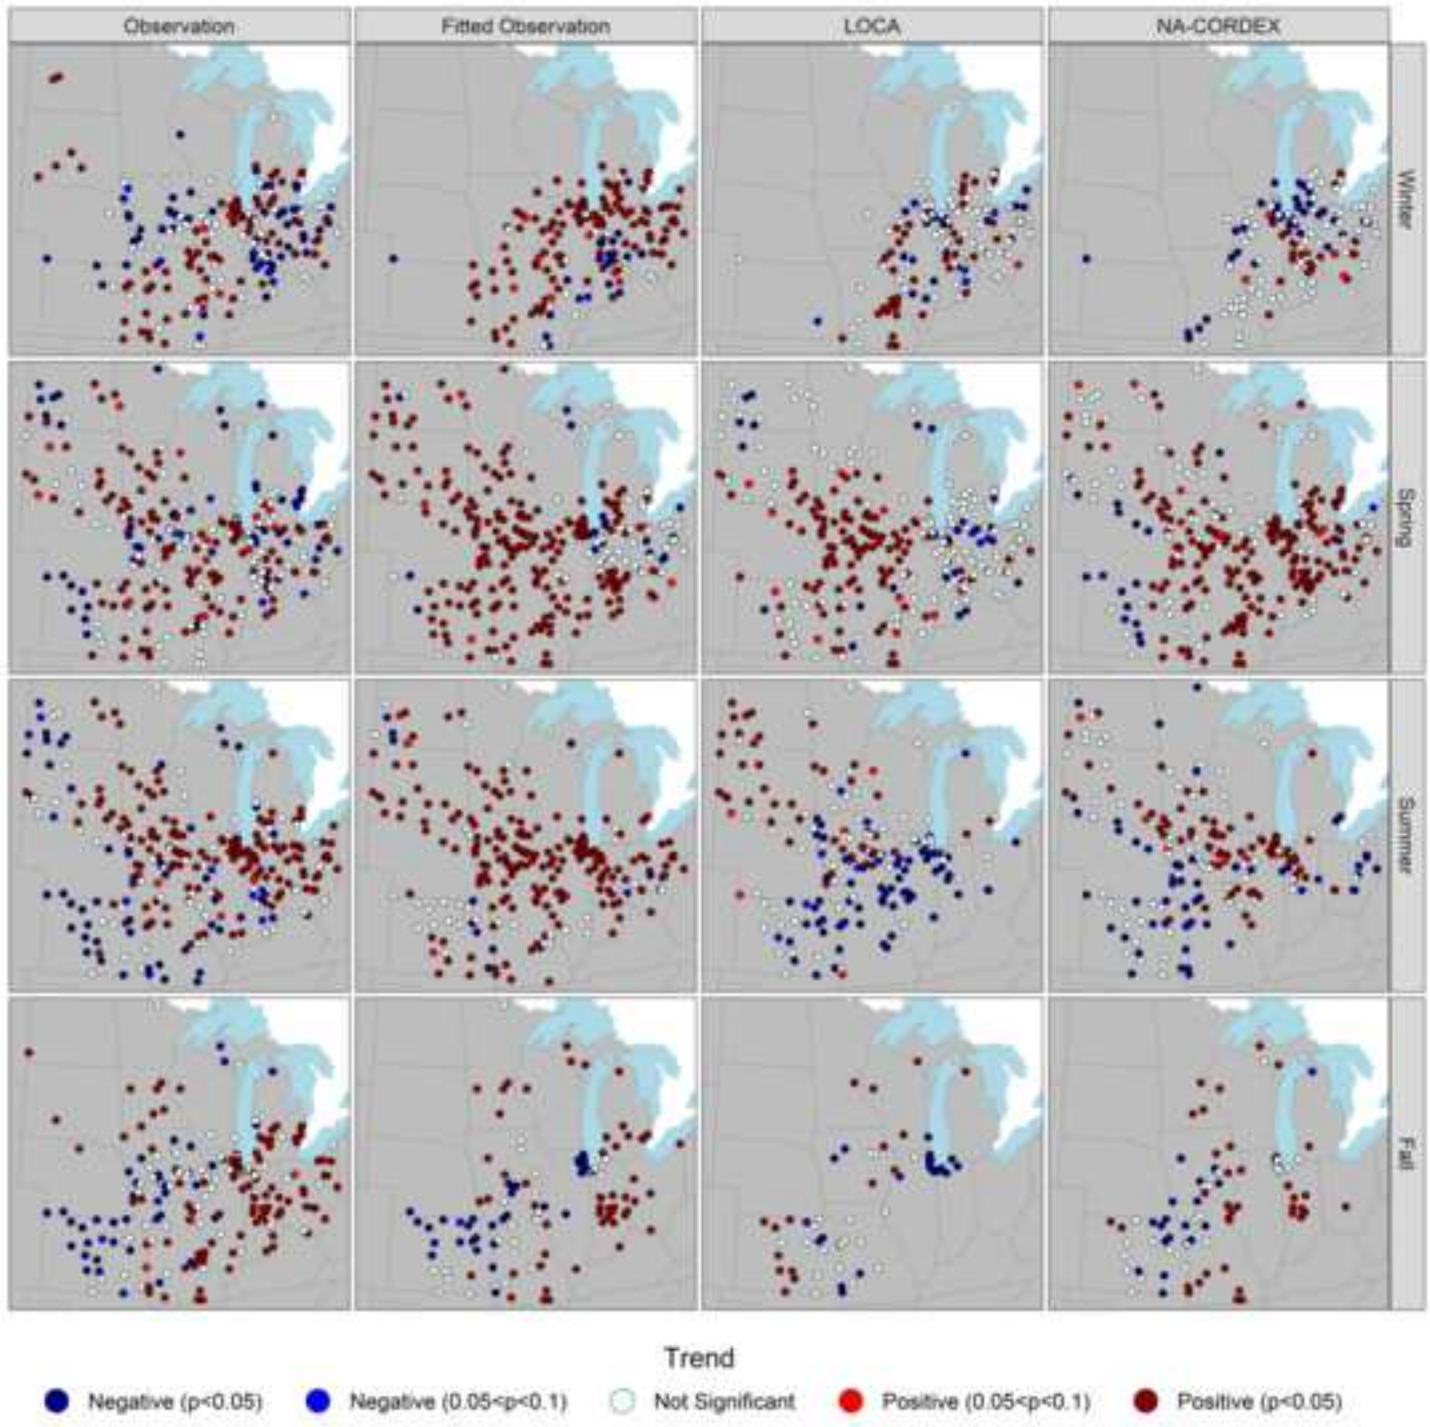 Observation Fitted Observation LOCA NA-CORDEX
Winter
Spring
Summer
Fall
Trend
Negative (p<0.05) Negative (0.05<p<0.1) Not Significant Positive (0.05<p<0.1) Positive (p<0.05)